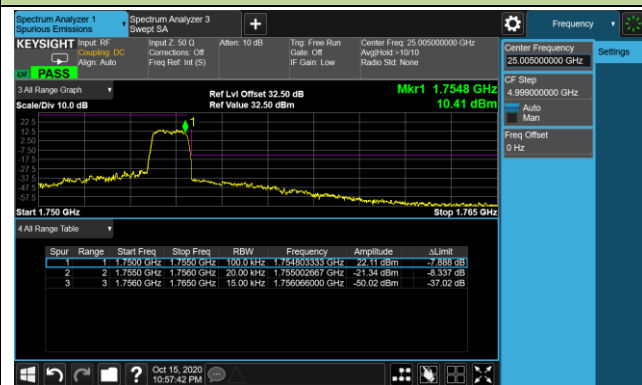 Spectrum Analyzer 1
Spurious Emissions
Spectrum Analyzer 3
Swept SA
Frequency
KEYSIGHT
Input: RF
Coupling: DC
Align: Auto
Input Z: 50 Ω
Corrections: Off
Freq Ref: Int (S)
Atten: 10 dB
Trig: Free Run
Gate: Off
IF Gain: Low
Center Freq: 25.005000000 GHz
Avg|Hold:>10/10
Radio Std: None
PASS
Center Frequency
25.005000000 GHz
Settings
CF Step
4.999000000 GHz
Auto
Man
Freq Offset
0 Hz
3 All Range Graph
Scale/Div 10.0 dB
Ref Lvl Offset 32.50 dB
Ref Value 32.50 dBm
Mkr1 1.7548 GHz
10.41 dBm
1
22.5
12.5
2.50
-7.50
-17.5
-27.5
-37.5
-47.5
-57.5
Start 1.750 GHz
Stop 1.765 GHz
4 All Range Table
Spur Range Start Freq Stop Freq RBW Frequency Amplitude ΔLimit
1 1 1.7500 GHz 1.7550 GHz 100.0 kHz 1.754803333 GHz 22.11 dBm -7.888 dB
2 2 1.7550 GHz 1.7560 GHz 20.00 kHz 1.755002667 GHz -21.34 dBm -8.337 dB
3 3 1.7560 GHz 1.7650 GHz 15.00 kHz 1.756066000 GHz -50.02 dBm -37.02 dB
Oct 15, 2020
10:57:42 PM